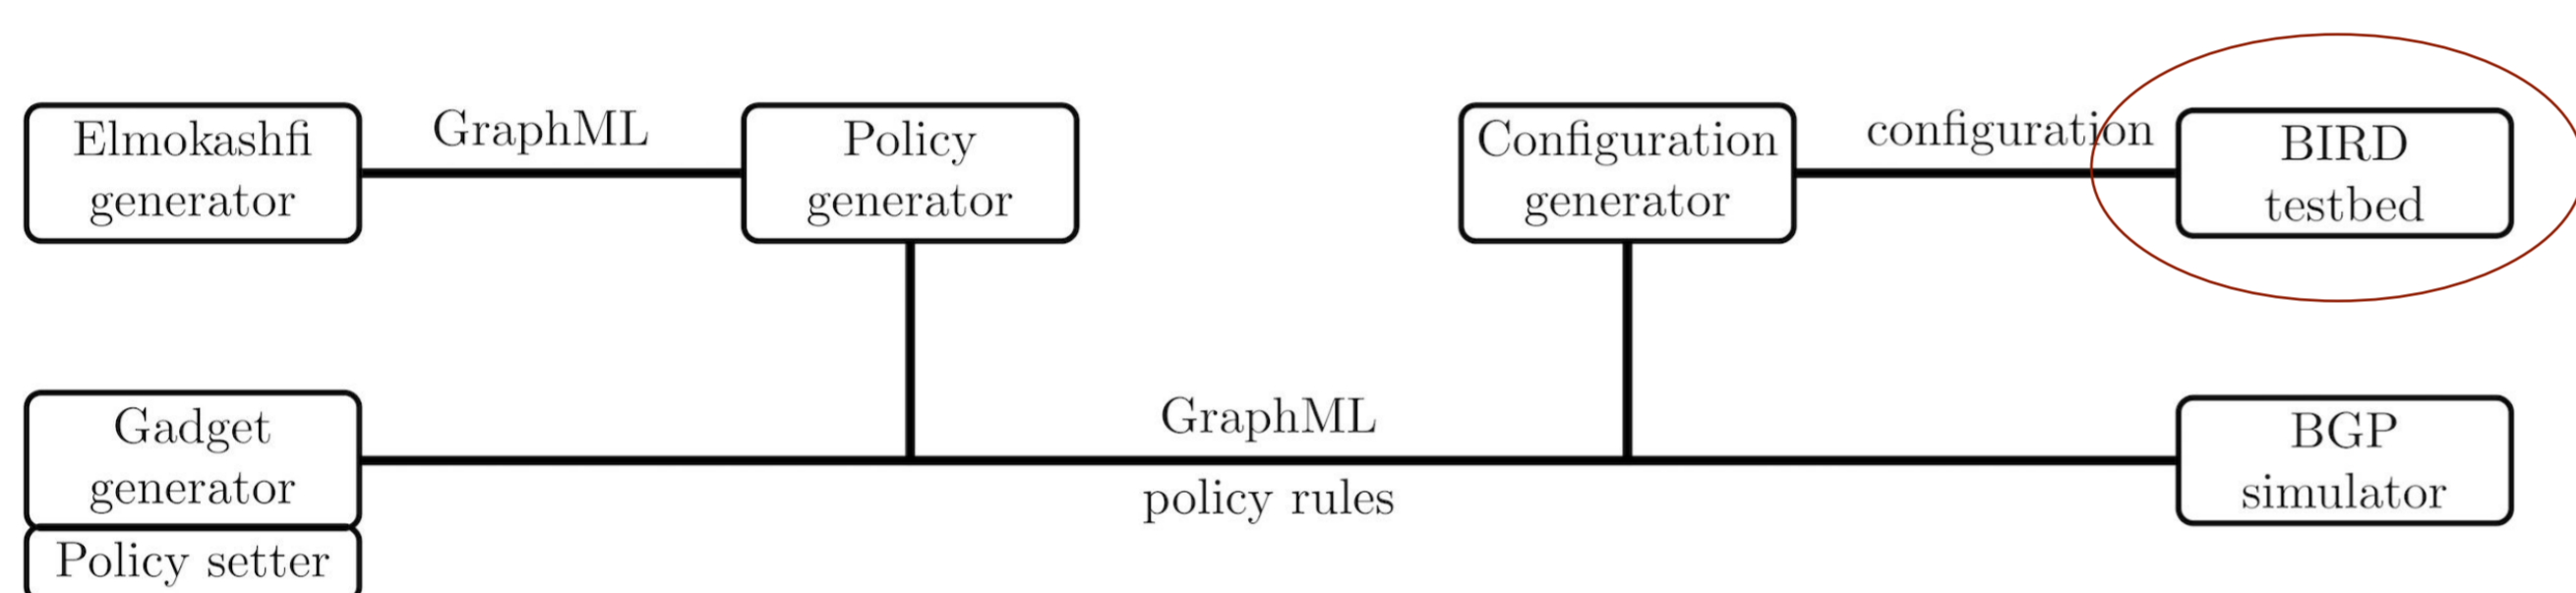 Elmokashfi
generator
GraphML
Policy
generator
Configuration
generator
configuration
BIRD
testbed
Gadget
generator
Policy setter
GraphML
policy rules
BGP
simulator